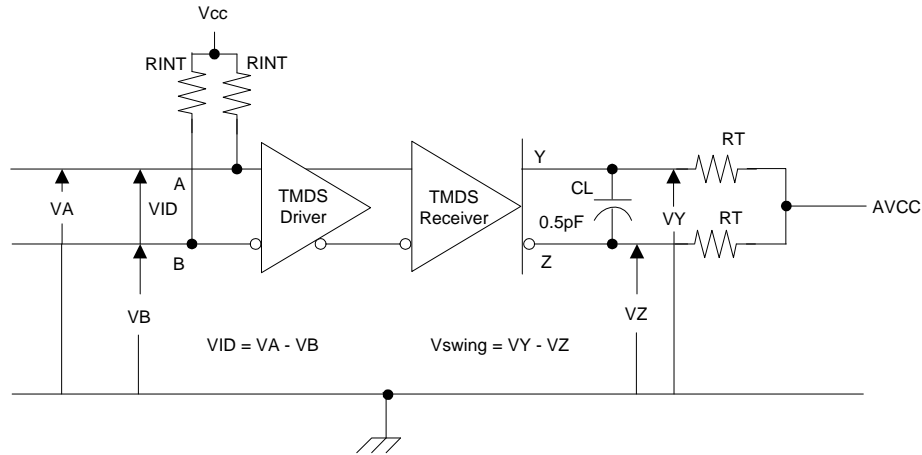 Vcc
RINT
RINT
A
B
VA
VID
VB
TMDS
Driver
TMDS
Receiver
Y
Z
CL
0.5pF
VY
VZ
RT
RT
AVCC
VID = VA - VB
Vswing = VY - VZ